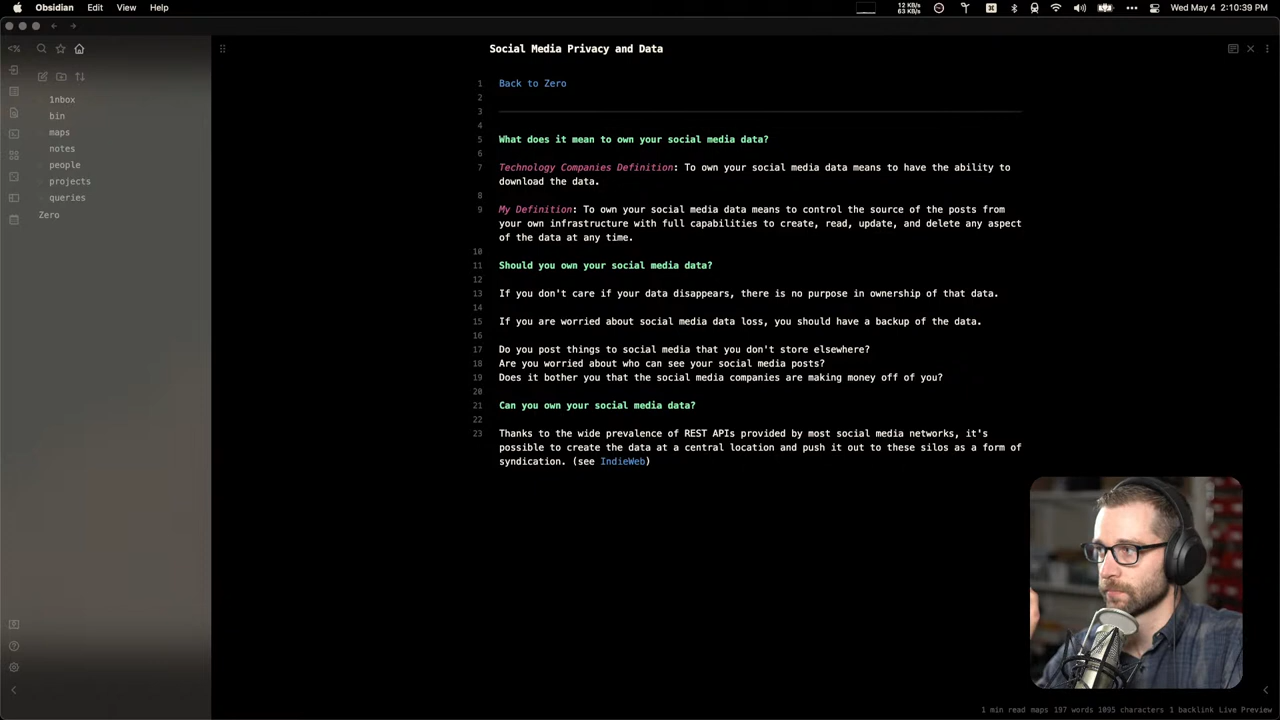 Obsidian Edit View Help
12 KB/s
63 KB/s
Wed May 4 2:10:39 PM
Social Media Privacy and Data
1nbox
bin
maps
notes
people
projects
queries
Zero
1 Back to Zero
2
3
4
5 What does it mean to own your social media data?
6
7 Technology Companies Definition: To own your social media data means to have the ability to
download the data.
8
9 My Definition: To own your social media data means to control the source of the posts from
your own infrastructure with full capabilities to create, read, update, and delete any aspect
of the data at any time.
10
11 Should you own your social media data?
12
13 If you don't care if your data disappears, there is no purpose in ownership of that data.
14
15 If you are worried about social media data loss, you should have a backup of the data.
16
17 Do you post things to social media that you don't store elsewhere?
18 Are you worried about who can see your social media posts?
19 Does it bother you that the social media companies are making money off of you?
20
21 Can you own your social media data?
22
23 Thanks to the wide prevalence of REST APIs provided by most social media networks, it's
possible to create the data at a central location and push it out to these silos as a form of
syndication. (see IndieWeb)
1 min read maps 197 words 1095 characters 1 backlink Live Preview